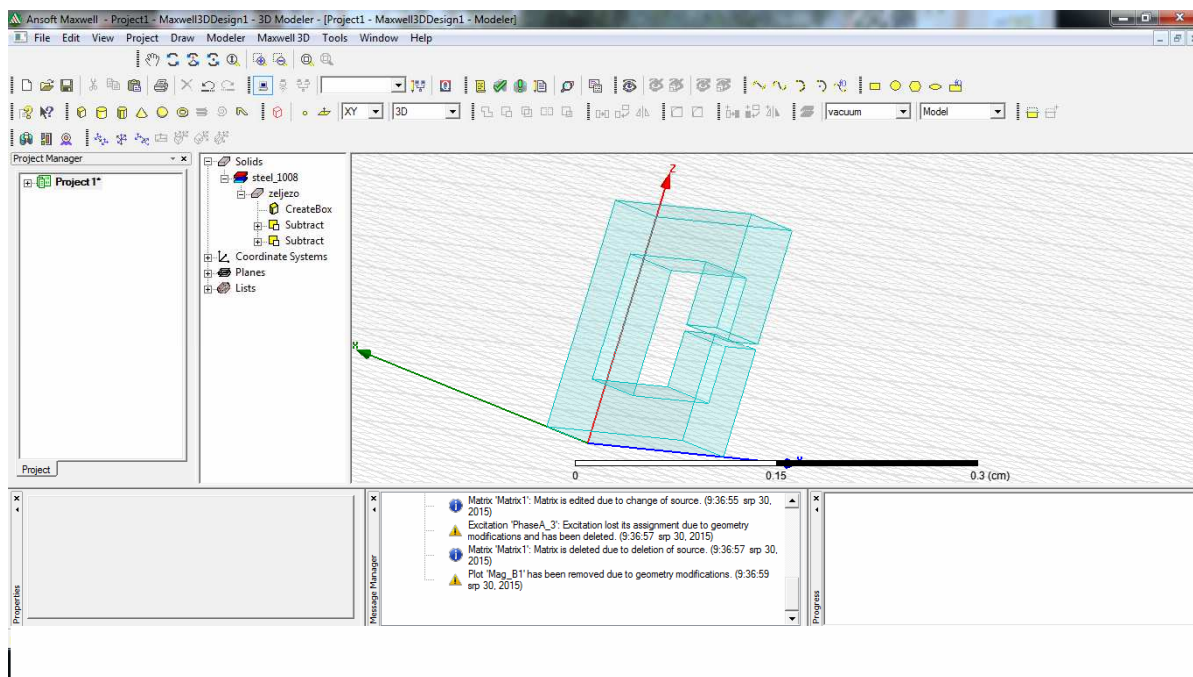 Ansoft Maxwell - Project1 - Maxwell3DDesign1 - 3D Modeler - [Project1 - Maxwell3DDesign1 - Modeler]
File Edit View Project Draw Modeler Maxwell 3D Tools Window Help
XY 3D vacuum Model
Project Manager
Project1*
Project
Solids
steel_1008
zeljezo
CreateBox
Subtract
Subtract
Coordinate Systems
Planes
Lists
Z
X
0 0.15 0.3 (cm)
Properties
Message Manager
Matrix 'Matrix1': Matrix is edited due to change of source. (9:36:55 srp 30,
2015)
Excitation 'PhaseA_3': Excitation lost its assignment due to geometry
modifications and has been deleted. (9:36:57 srp 30, 2015)
Matrix 'Matrix1': Matrix is deleted due to deletion of source. (9:36:57 srp 30,
2015)
Plot 'Mag_B1' has been removed due to geometry modifications. (9:36:59
srp 30, 2015)
Progress